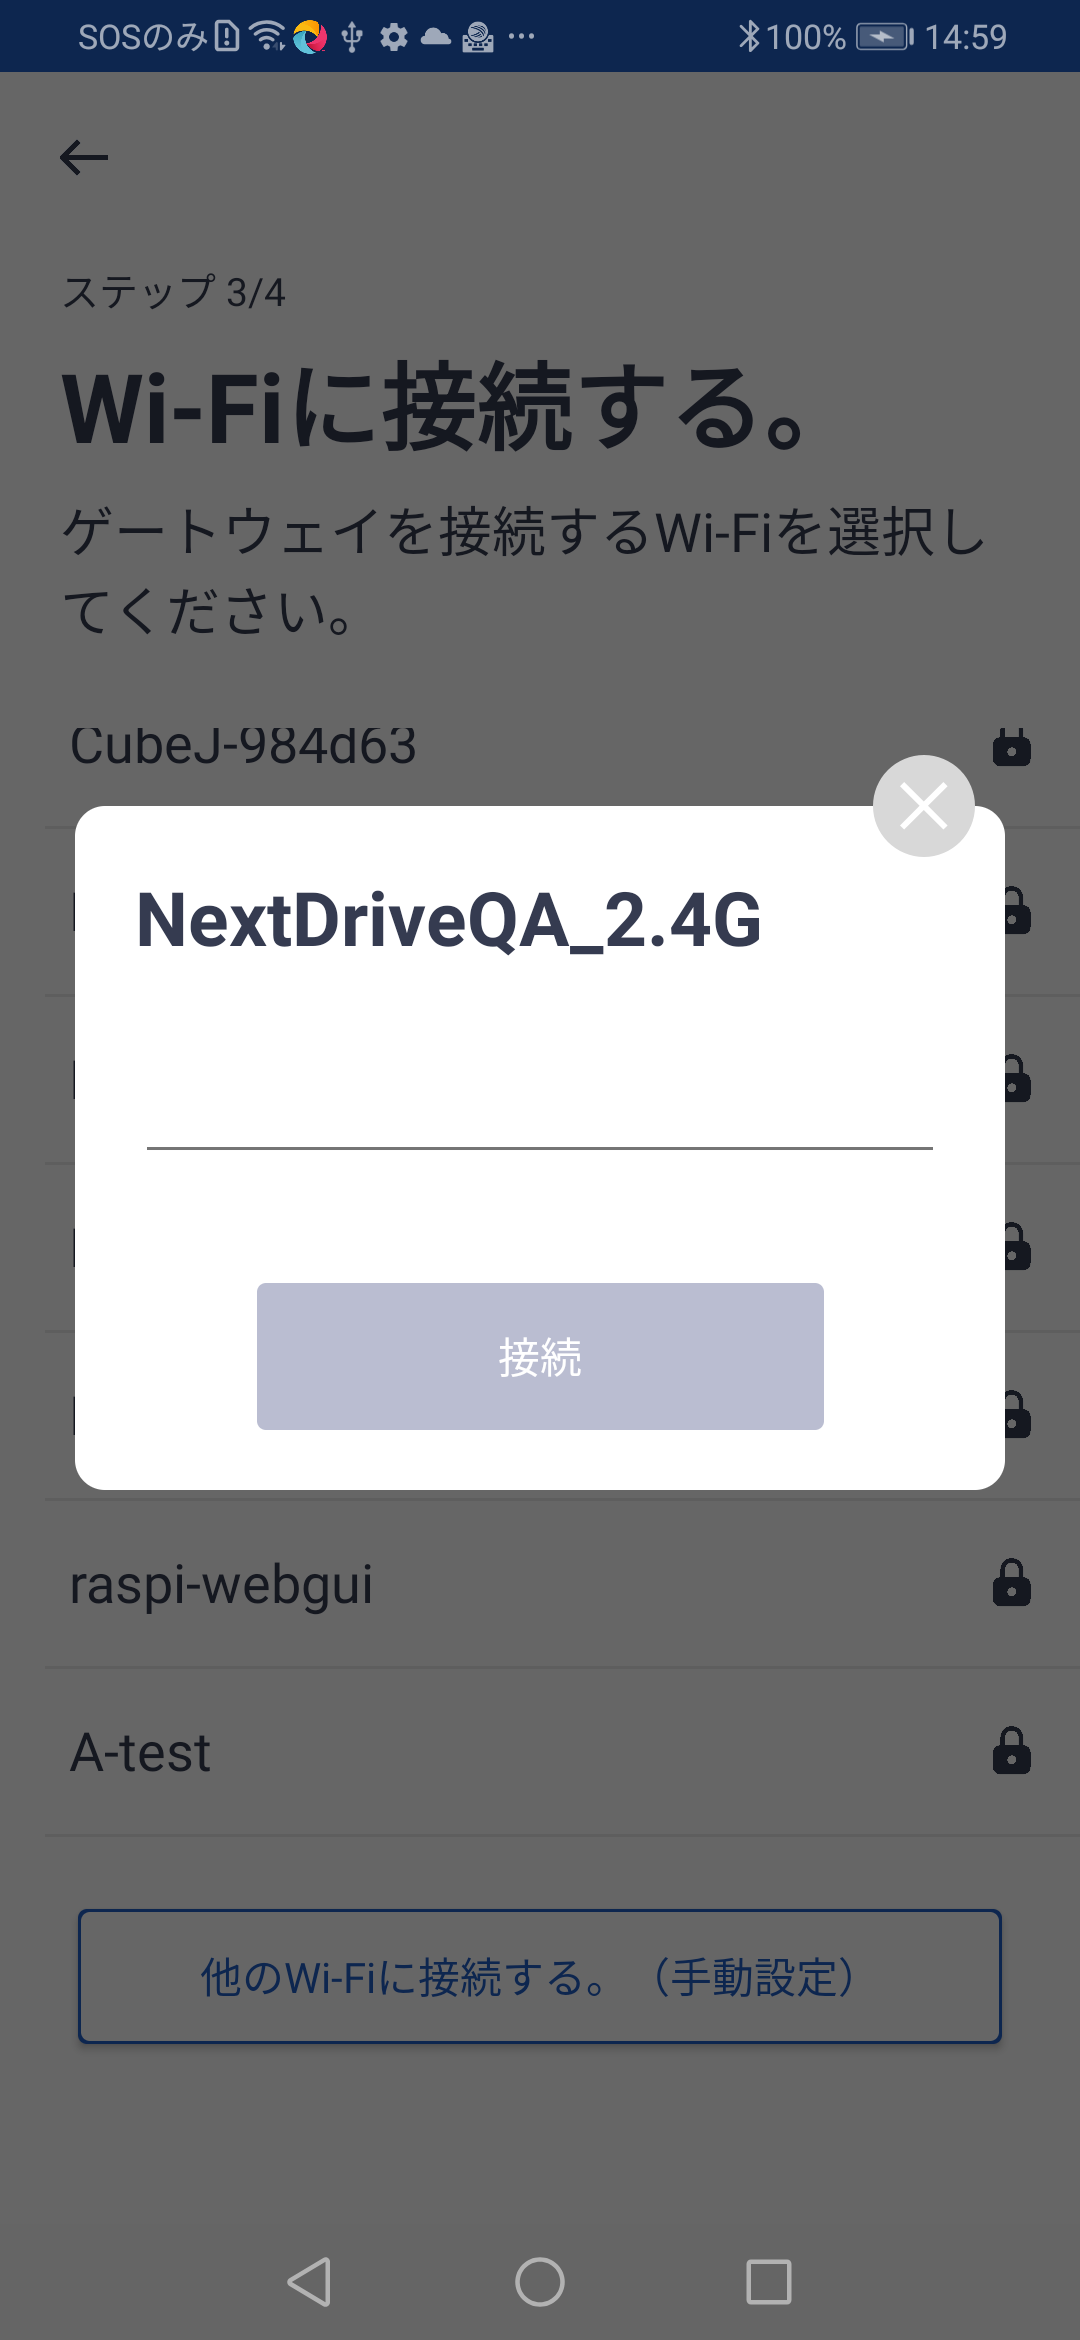 SOSのみ 100% 14:59
ステップ 3/4
Wi-Fiに接続する。
ゲートウェイを接続するWi-Fiを選択し
てください。
CubeJ-984d63
NextDriveQA_2.4G
接続
raspi-webgui
A-test
他のWi-Fiに接続する。（手動設定）